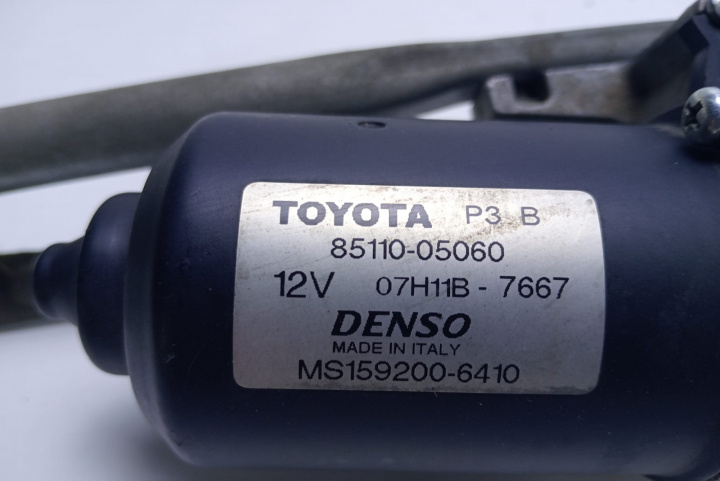 TOYOTA P3 B
85110-05060
12V 07H11B - 7667
DENSO
MADE IN ITALY
MS159200-6410